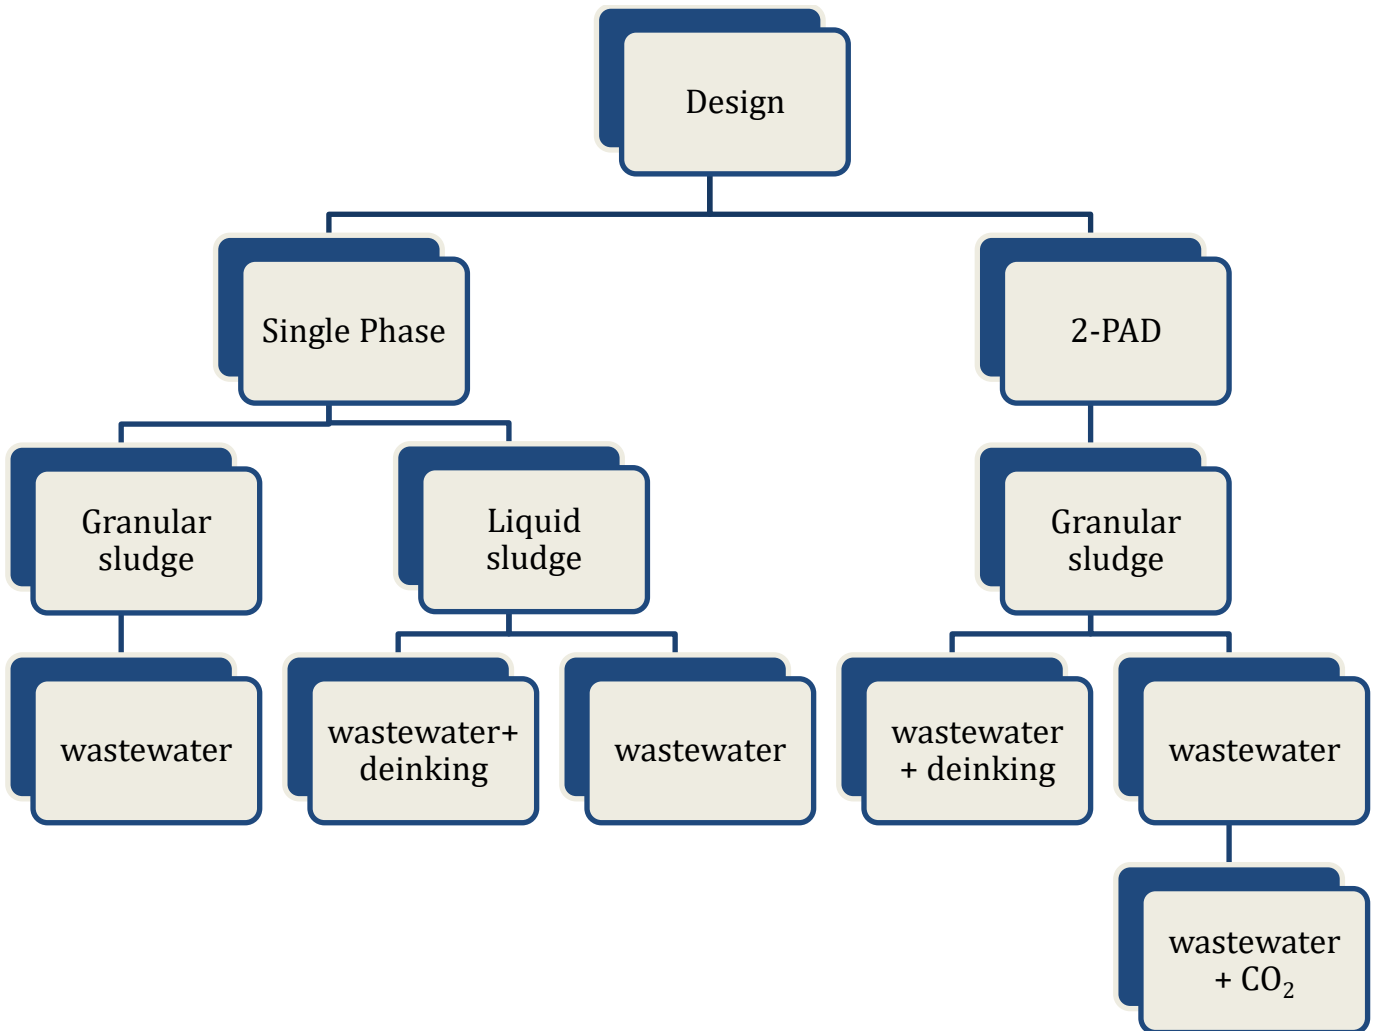 Design
Single Phase
2-PAD
Granular
sludge
Liquid
sludge
Granular
sludge
wastewater
wastewater+
deinking
wastewater
wastewater
+ deinking
wastewater
wastewater
+ CO₂